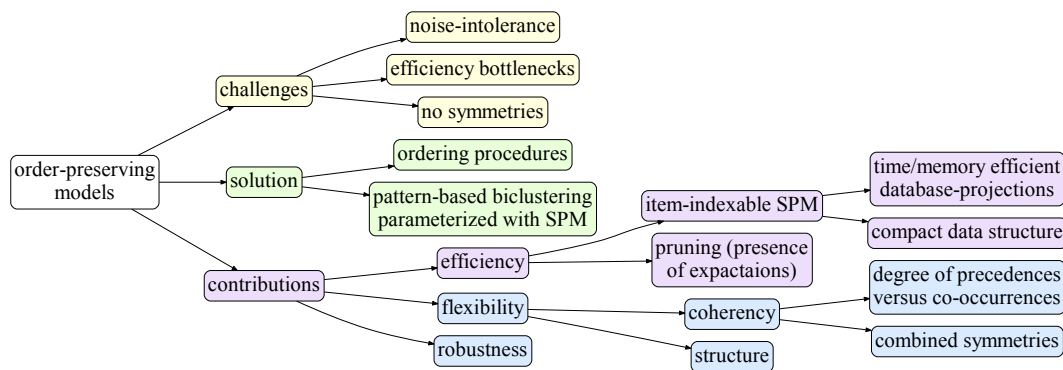 noise-intolerance
efficiency bottlenecks
challenges
no symmetries
order-preserving
models
ordering procedures
solution
pattern-based biclustering
parameterized with SPM
contributions
efficiency
item-indexable SPM
time/memory efficient
database-projections
compact data structure
pruning (presence
of expactaions)
flexibility
coherency
degree of precedences
versus co-occurrences
combined symmetries
structure
robustness